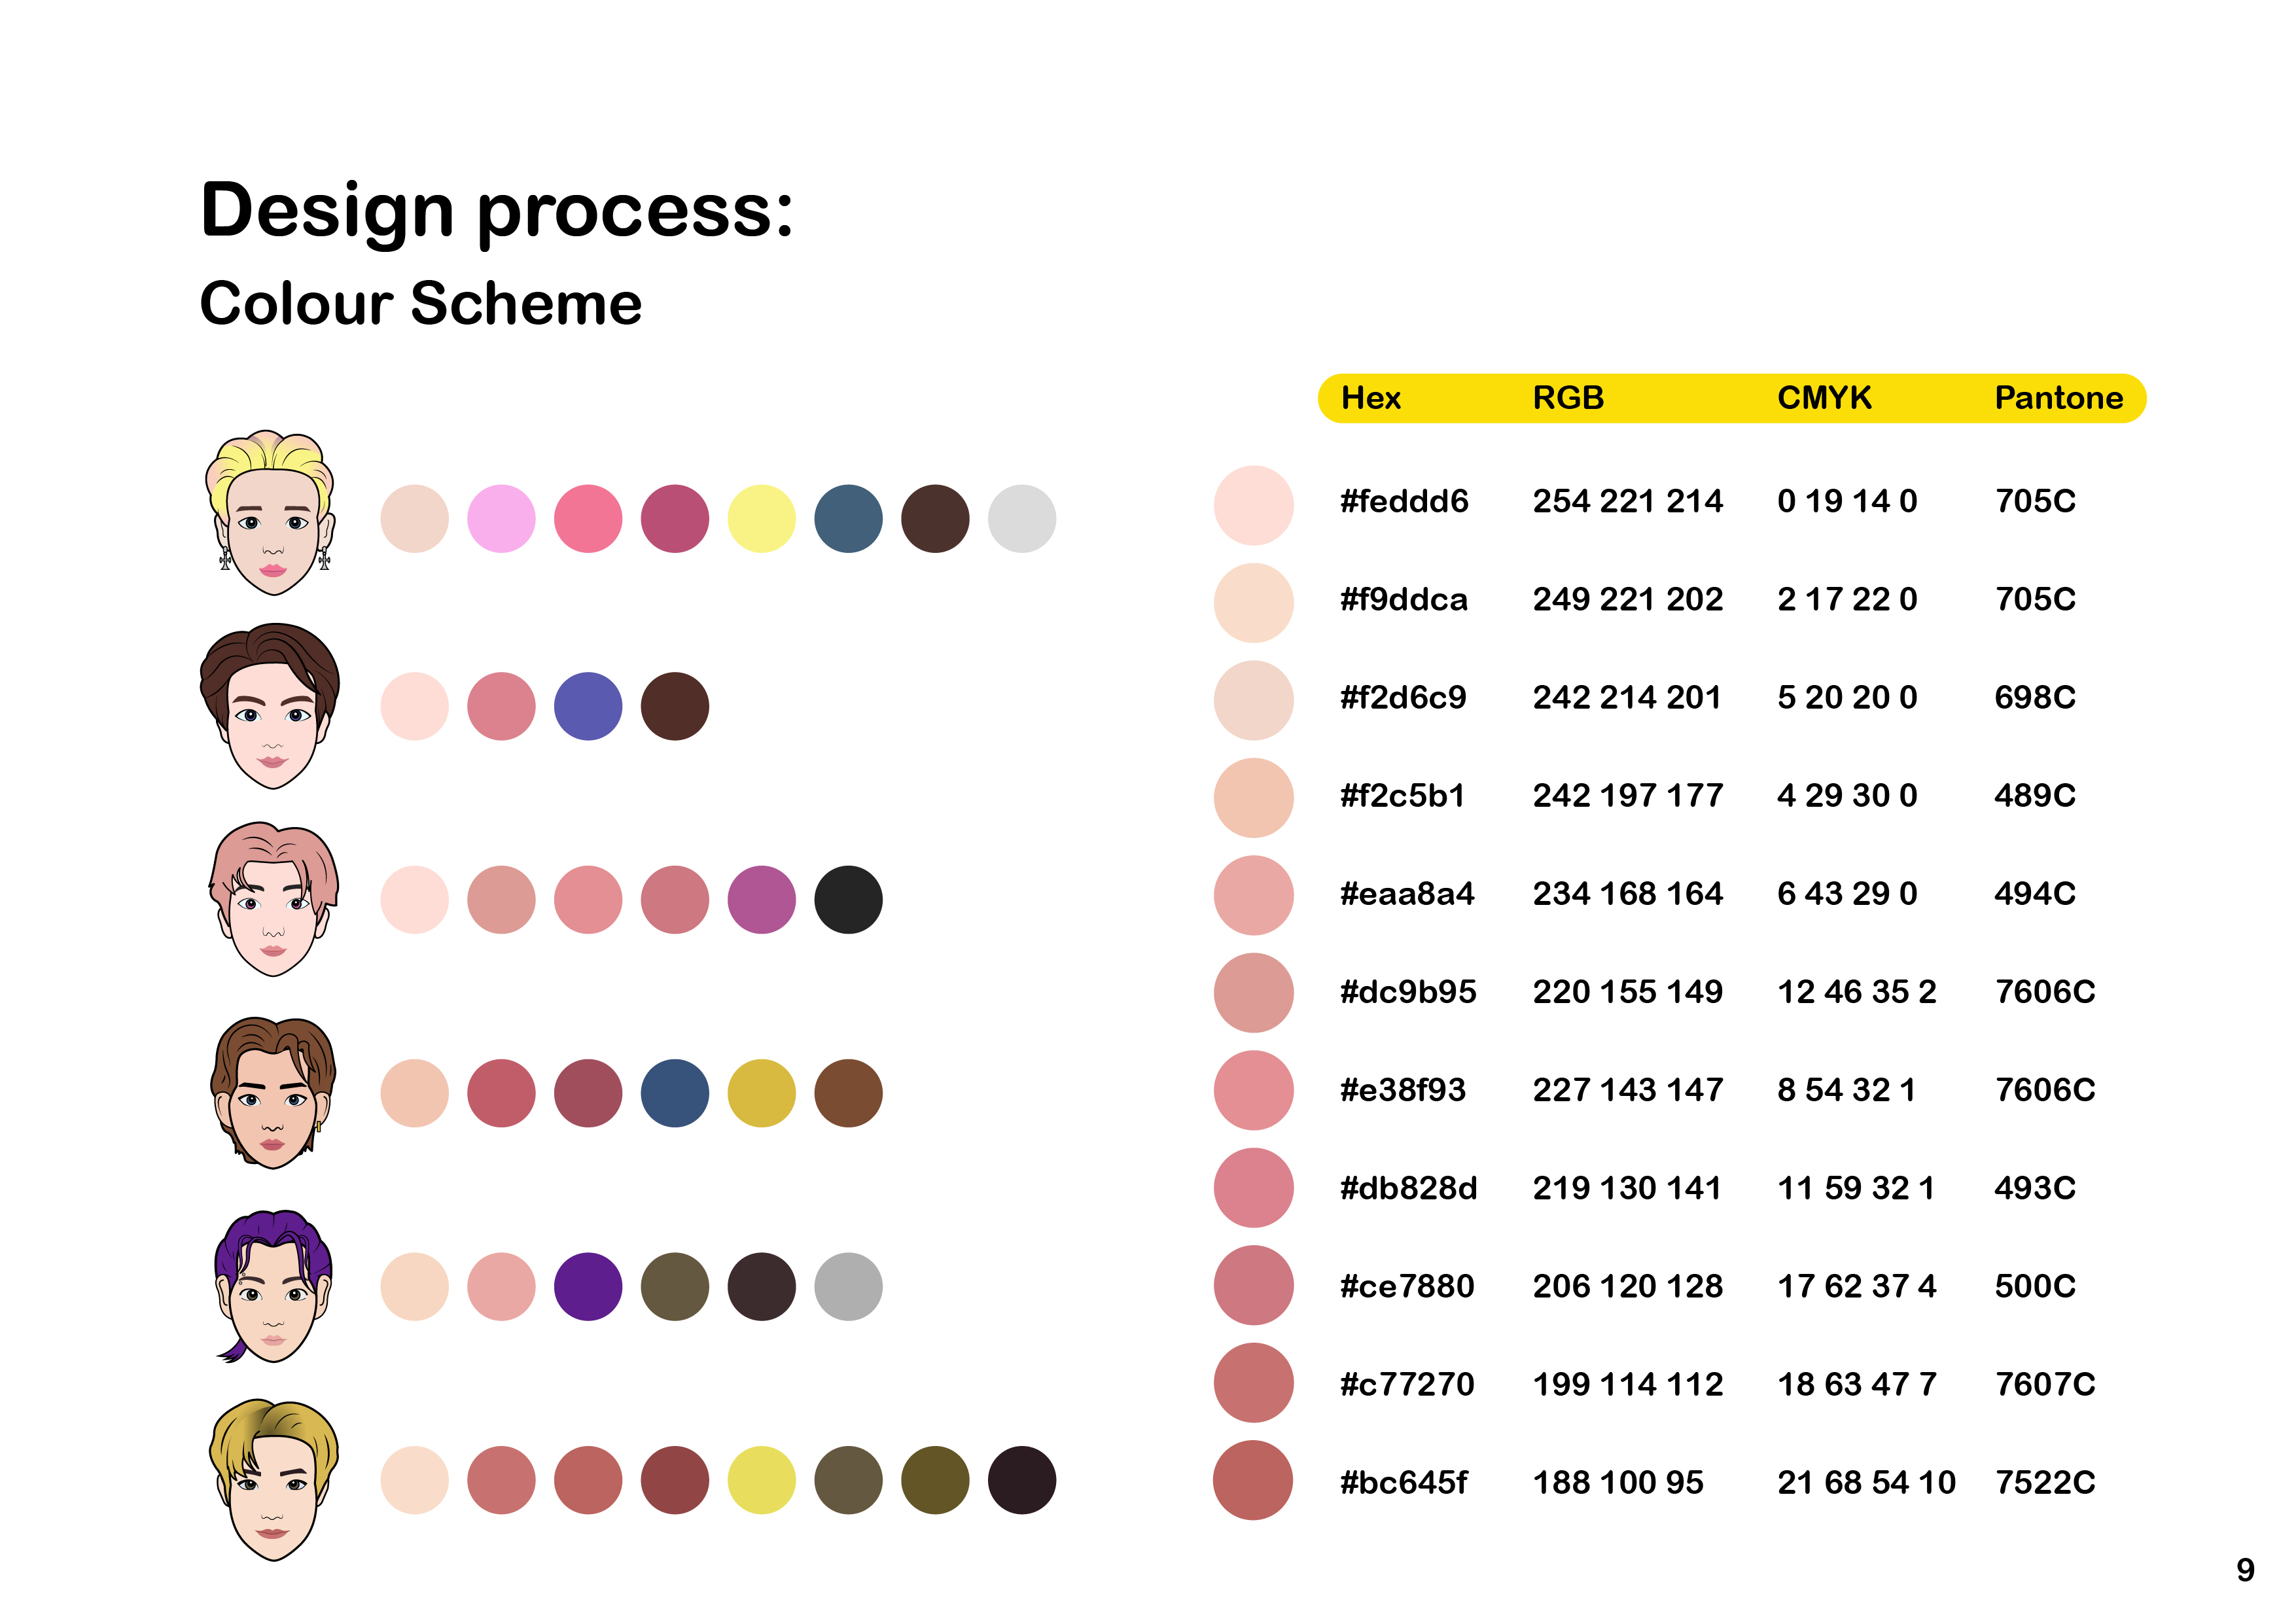 Design process:
Colour Scheme
Hex RGB CMYK Pantone
#feddd6 254 221 214 0 19 14 0 705C
#f9ddca 249 221 202 2 17 22 0 705C
#f2d6c9 242 214 201 5 20 20 0 698C
#f2c5b1 242 197 177 4 29 30 0 489C
#eaa8a4 234 168 164 6 43 29 0 494C
#dc9b95 220 155 149 12 46 35 2 7606C
#e38f93 227 143 147 8 54 32 1 7606C
#db828d 219 130 141 11 59 32 1 493C
#ce7880 206 120 128 17 62 37 4 500C
#c77270 199 114 112 18 63 47 7 7607C
#bc645f 188 100 95 21 68 54 10 7522C
9